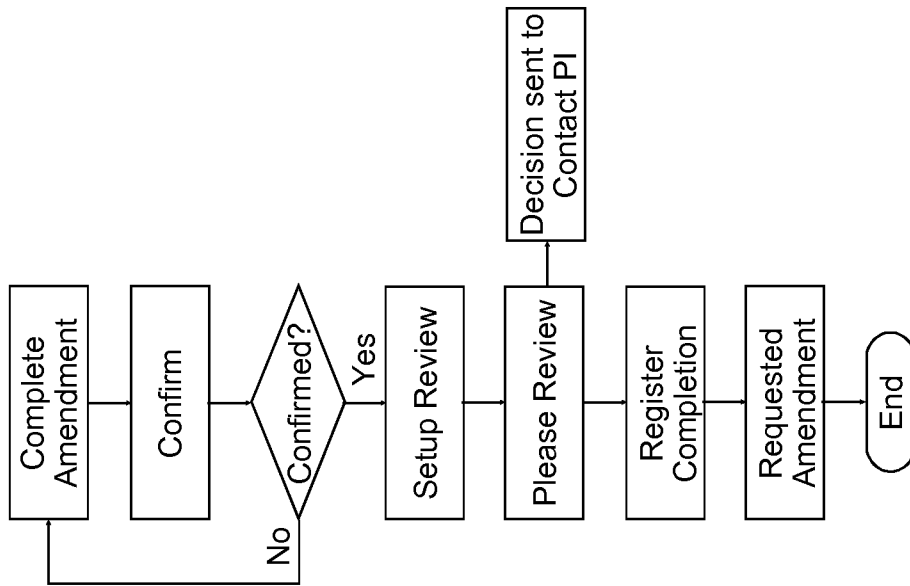 Complete
Amendment
Confirm
Confirmed?
No
Yes
Setup Review
Please Review
Decision sent to
Contact PI
Register
Completion
Requested
Amendment
End